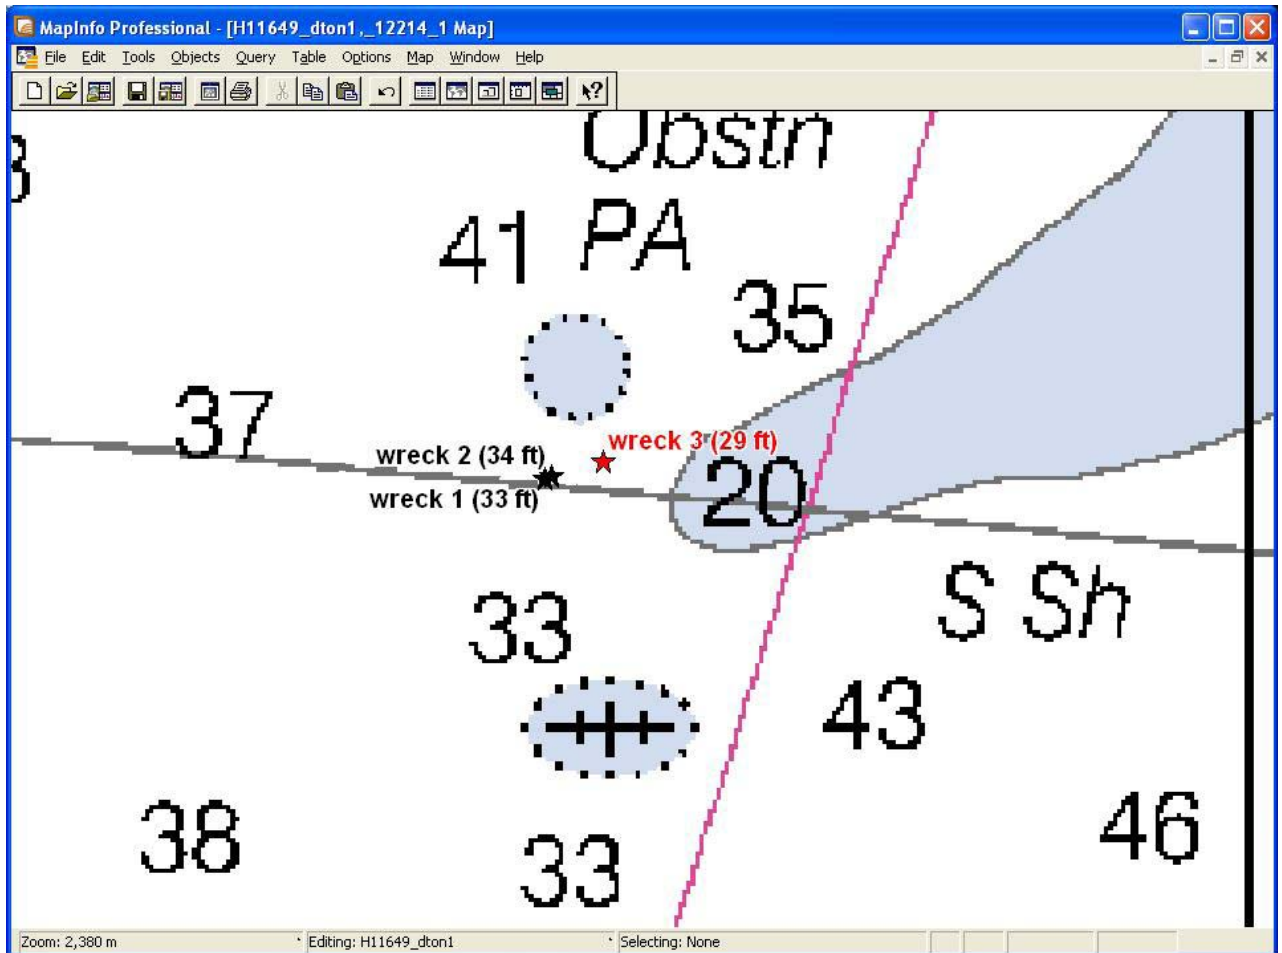 MapInfo Professional - [H11649_dton1,_12214_1 Map]
File Edit Tools Objects Query Table Options Map Window Help
Obstn
PA
41
35
37
wreck 3 (29 ft)
wreck 2 (34 ft)
20
wreck 1 (33 ft)
S Sh
33
43
46
38
33
Zoom: 2,380 m
Editing: H11649_dton1
Selecting: None